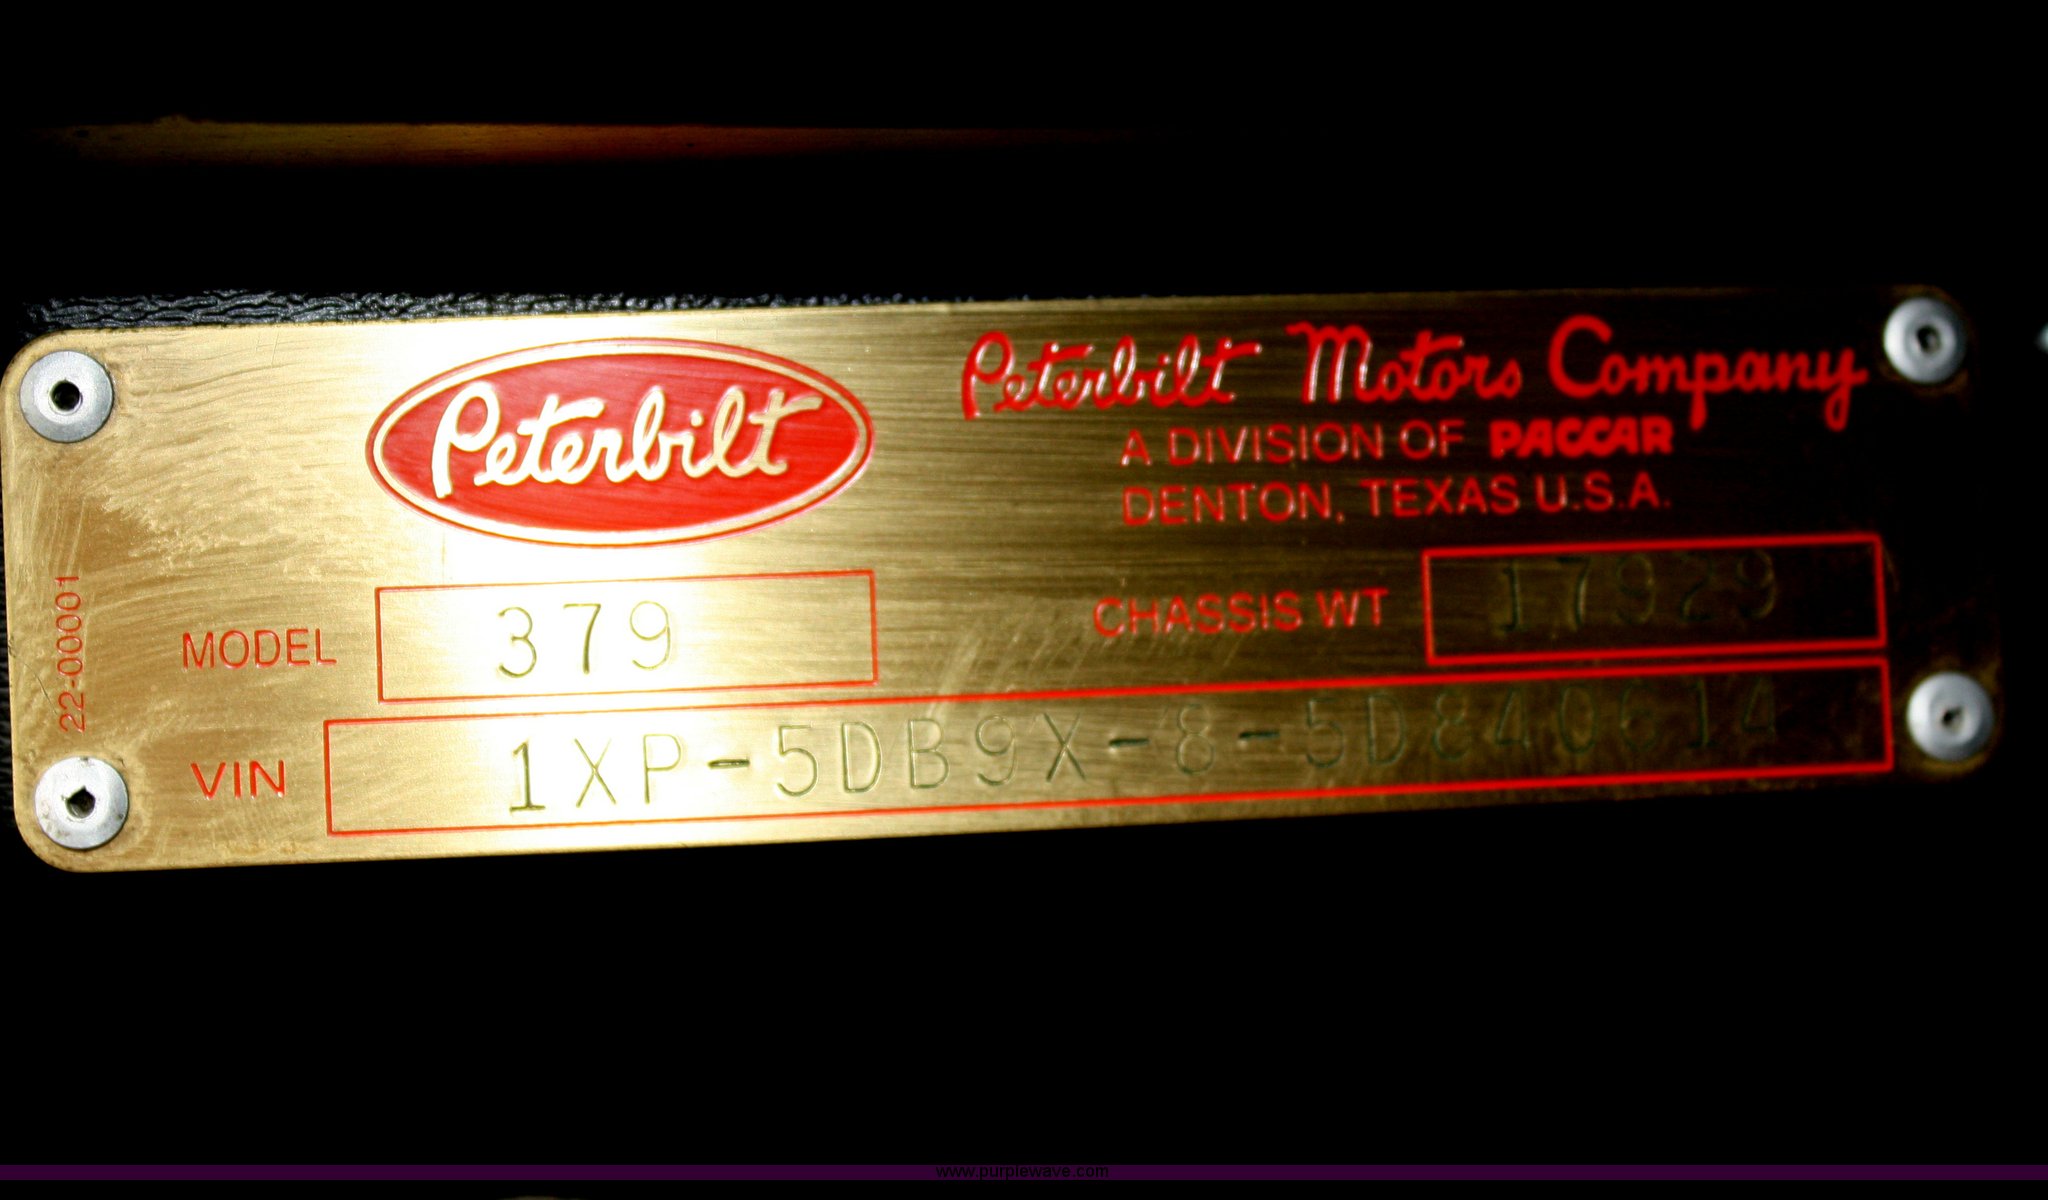 Peterbilt
Peterbilt Motors Company
A DIVISION OF PACCAR
DENTON, TEXAS U.S.A.
22-00001
MODEL 379
CHASSIS WT 17929
VIN 1XP-5DB9X-8-5D840614
www.purplewave.com